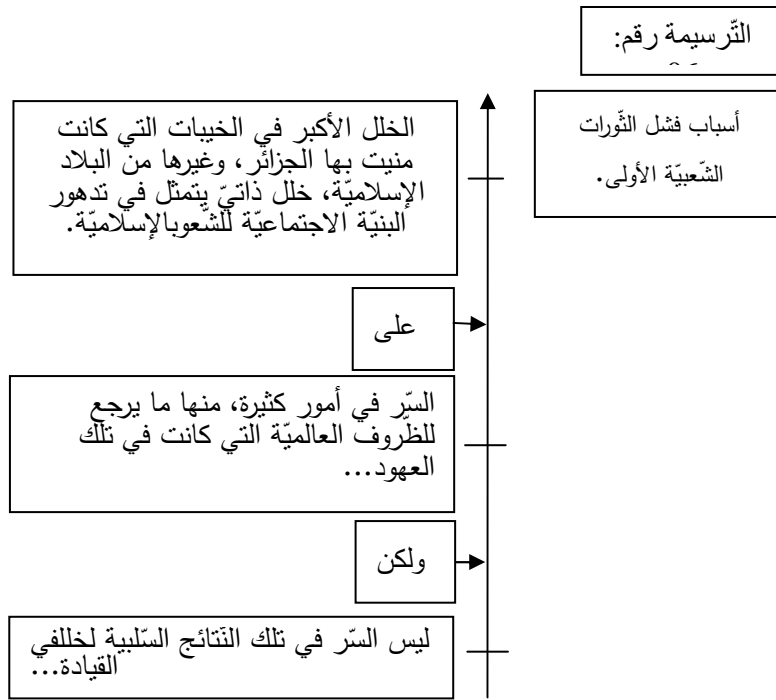 التّرسيمة رقم:
أسباب فشل الثّورات
الشّعبيّة الأولى.
الخلل الأكبر في الخيبات التي كانت
منيت بها الجزائر، وغيرها من البلاد
الإسلاميّة، خلل ذاتيّ يتمثل في تدهور
البنيّة الاجتماعيّة للشّعوبالإسلاميّة.
على
السّر في أمور كثيرة، منها ما يرجع
للظّروف العالميّة التي كانت في تلك
العهود...
ولكن
ليس السّر في تلك النّتائج السّلبية لخللفي
القيادة...